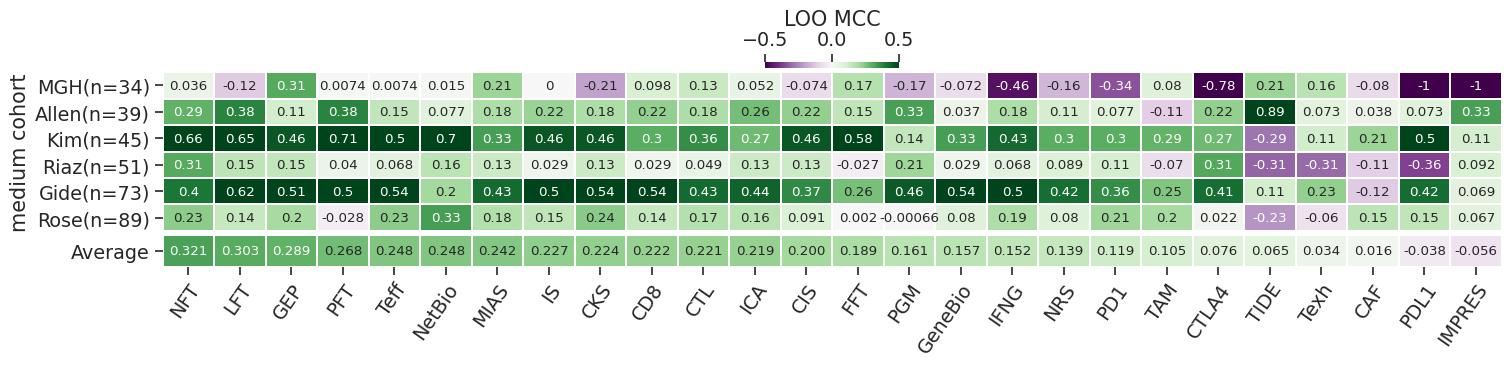 LOO MCC
−0.5 0.0 0.5
medium cohort
MGH(n=34) 0.036 -0.12 0.31 0.0074 0.0074 0.015 0.21 0 -0.21 0.098 0.13 0.052 -0.074 0.17 -0.17 -0.072 -0.46 -0.16 -0.34 0.08 -0.78 0.21 0.16 -0.08 -1 -1
Allen(n=39) 0.29 0.38 0.11 0.38 0.15 0.077 0.18 0.22 0.18 0.22 0.18 0.26 0.22 0.15 0.33 0.037 0.18 0.11 0.077 -0.11 0.22 0.89 0.073 0.038 0.073 0.33
Kim(n=45) 0.66 0.65 0.46 0.71 0.5 0.7 0.33 0.46 0.46 0.3 0.36 0.27 0.46 0.58 0.14 0.33 0.43 0.3 0.3 0.29 0.27 -0.29 0.11 0.21 0.5 0.11
Riaz(n=51) 0.31 0.15 0.15 0.04 0.068 0.16 0.13 0.029 0.13 0.029 0.049 0.13 0.13 -0.027 0.21 0.029 0.068 0.089 0.11 -0.07 0.31 -0.31 -0.31 -0.11 -0.36 0.092
Gide(n=73) 0.4 0.62 0.51 0.5 0.54 0.2 0.43 0.5 0.54 0.54 0.43 0.44 0.37 0.26 0.46 0.54 0.5 0.42 0.36 0.25 0.41 0.11 0.23 -0.12 0.42 0.069
Rose(n=89) 0.23 0.14 0.2 -0.028 0.23 0.33 0.18 0.15 0.24 0.14 0.17 0.16 0.091 0.002 -0.00066 0.08 0.19 0.08 0.21 0.2 0.022 -0.23 -0.06 0.15 0.15 0.067
Average 0.321 0.303 0.289 0.268 0.248 0.248 0.242 0.227 0.224 0.222 0.221 0.219 0.200 0.189 0.161 0.157 0.152 0.139 0.119 0.105 0.076 0.065 0.034 0.016 -0.038 -0.056
NFT LFT GEP PFT Teff NetBio MIAS IS CKS CD8 CTL ICA CIS FFT PGM GeneBio IFNG NRS PD1 TAM CTLA4 TIDE Texh CAF PDL1 IMPRES